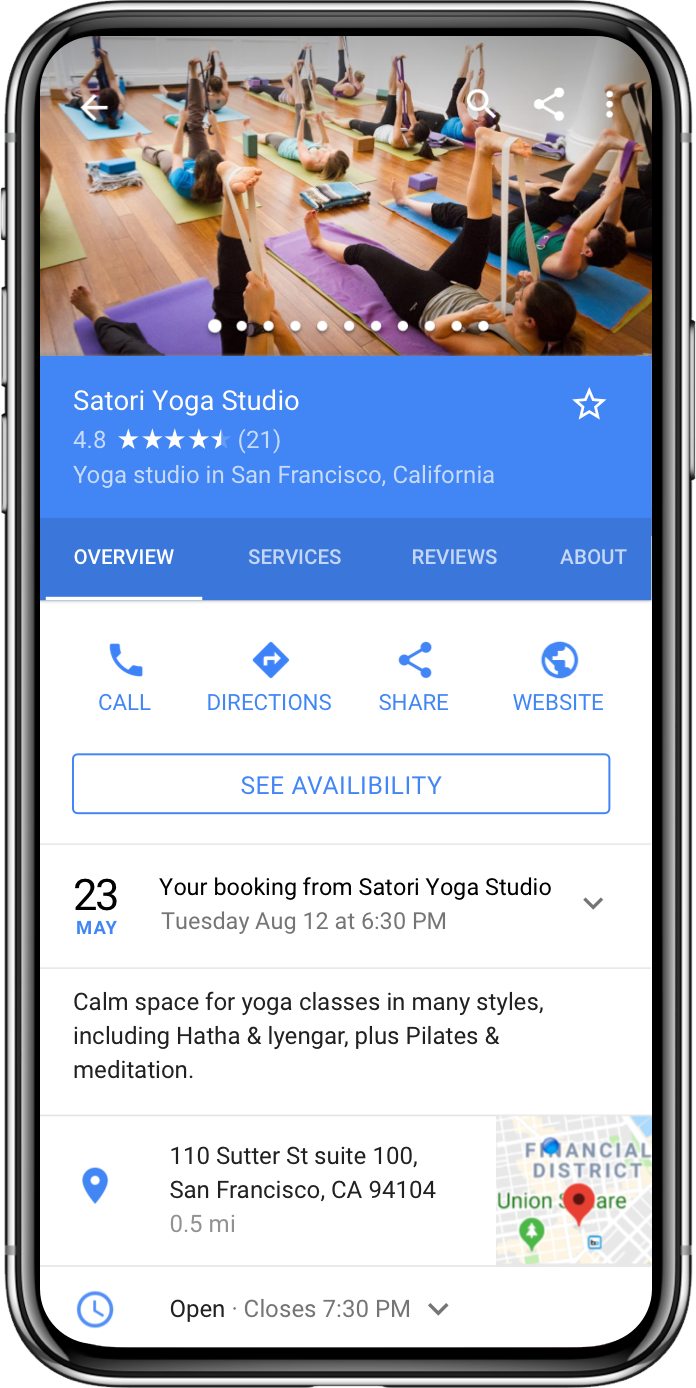 Satori Yoga Studio
4.8 ★★★★★ (21)
Yoga studio in San Francisco, California
OVERVIEW SERVICES REVIEWS ABOUT
CALL DIRECTIONS SHARE WEBSITE
SEE AVAILIBILITY
23 Your booking from Satori Yoga Studio
MAY Tuesday Aug 12 at 6:30 PM
Calm space for yoga classes in many styles,
including Hatha & Iyengar, plus Pilates &
meditation.
110 Sutter St suite 100,
San Francisco, CA 94104
0.5 mi
FINANCIAL
DISTRICT
Union Square
Open · Closes 7:30 PM